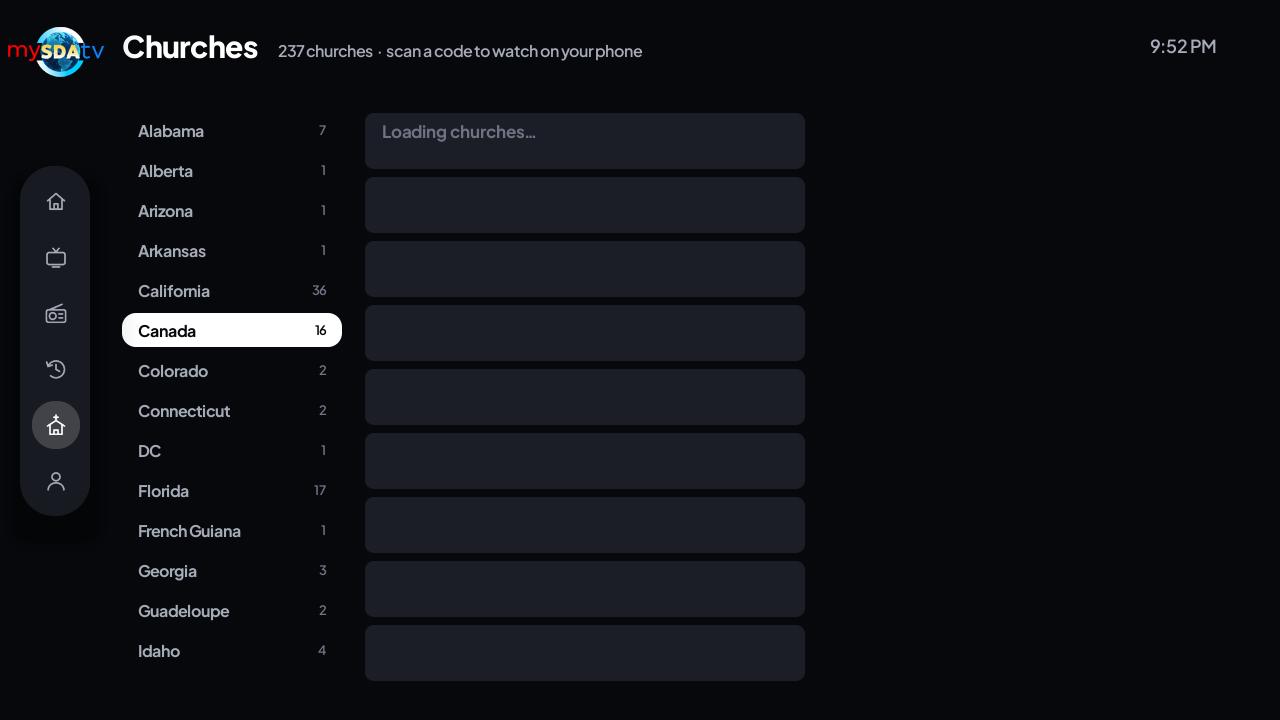 mySDAtv
Churches
237 churches · scan a code to watch on your phone
9:52 PM
Alabama 7
Alberta 1
Arizona 1
Arkansas 1
California 36
Canada 16
Colorado 2
Connecticut 2
DC 1
Florida 17
French Guiana 1
Georgia 3
Guadeloupe 2
Idaho 4
Loading churches...